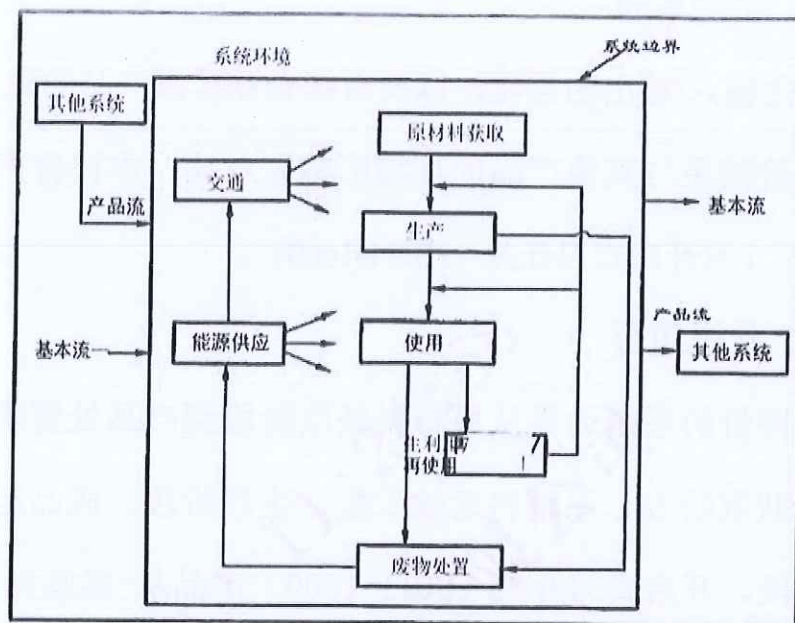 系统环境
系统边界
其他系统
原材料获取
交通
产品流
基本流
生产
产品流
基本流
能源供应
使用
其他系统
再使用
废物处置